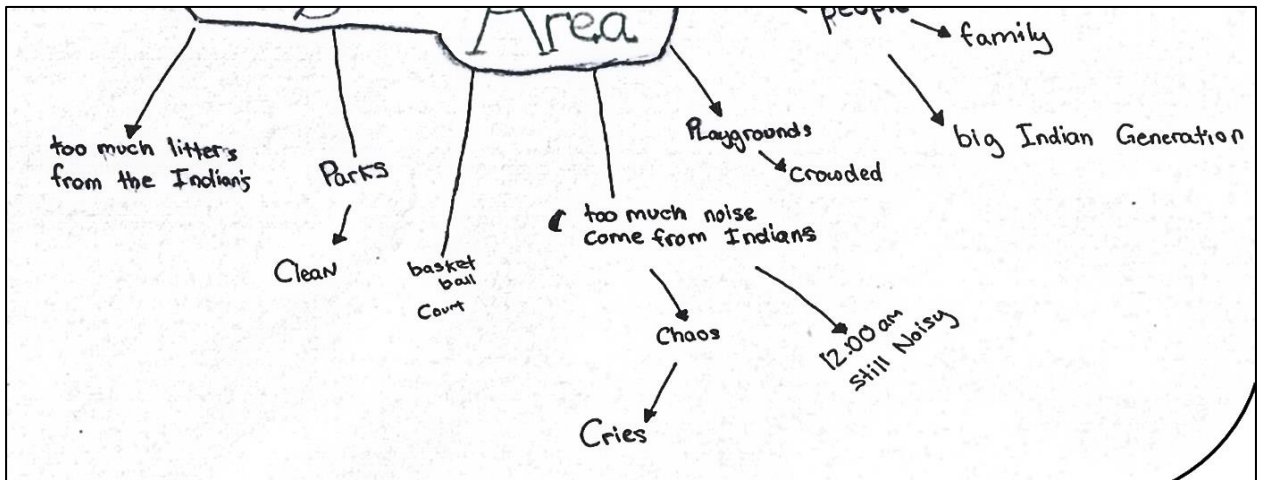 Area
people
family
big Indian Generation
too much litters
from the Indian's
Parks
Clean
basket
ball
Court
too much noise
come from Indians
Chaos
Cries
12.00 am
still Noisy
Playgrounds
Crowded